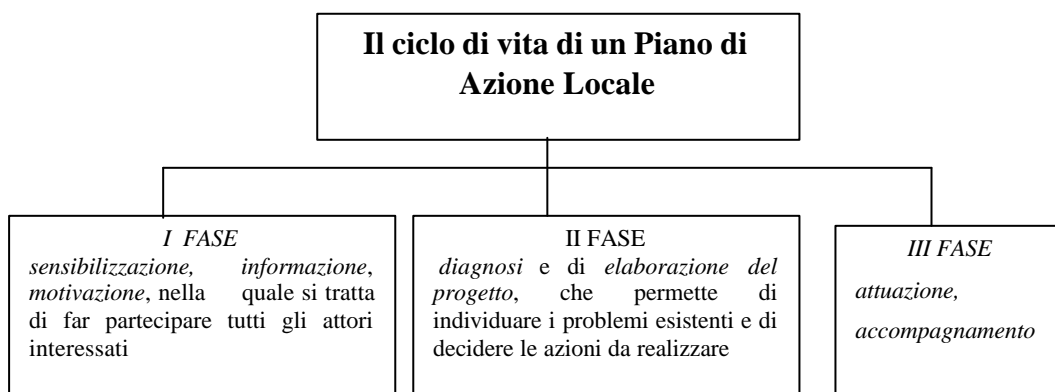 Il ciclo di vita di un Piano di
Azione Locale
I FASE
sensibilizzazione, informazione,
motivazione, nella quale si tratta
di far partecipare tutti gli attori
interessati
II FASE
diagnosi e di elaborazione del
progetto, che permette di
individuare i problemi esistenti e di
decidere le azioni da realizzare
III FASE
attuazione,
accompagnamento